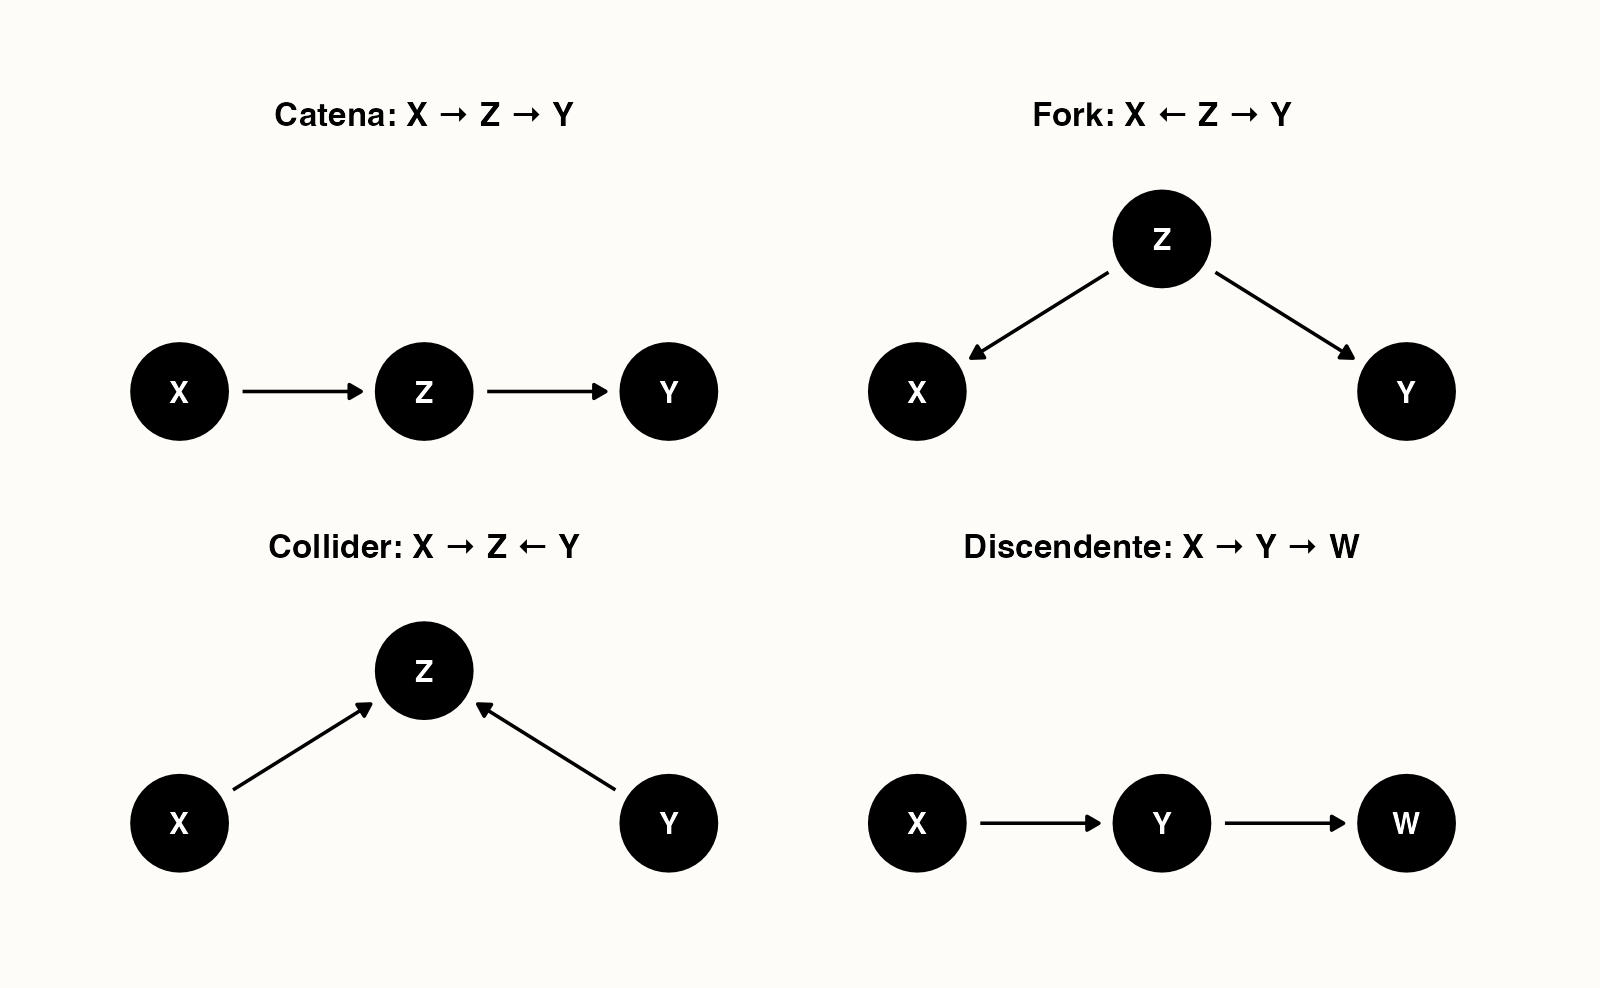 Catena: X → Z → Y
X
Z
Y
Fork: X ← Z → Y
Z
X
Y
Collider: X → Z ← Y
Z
X
Y
Discendente: X → Y → W
X
Y
W